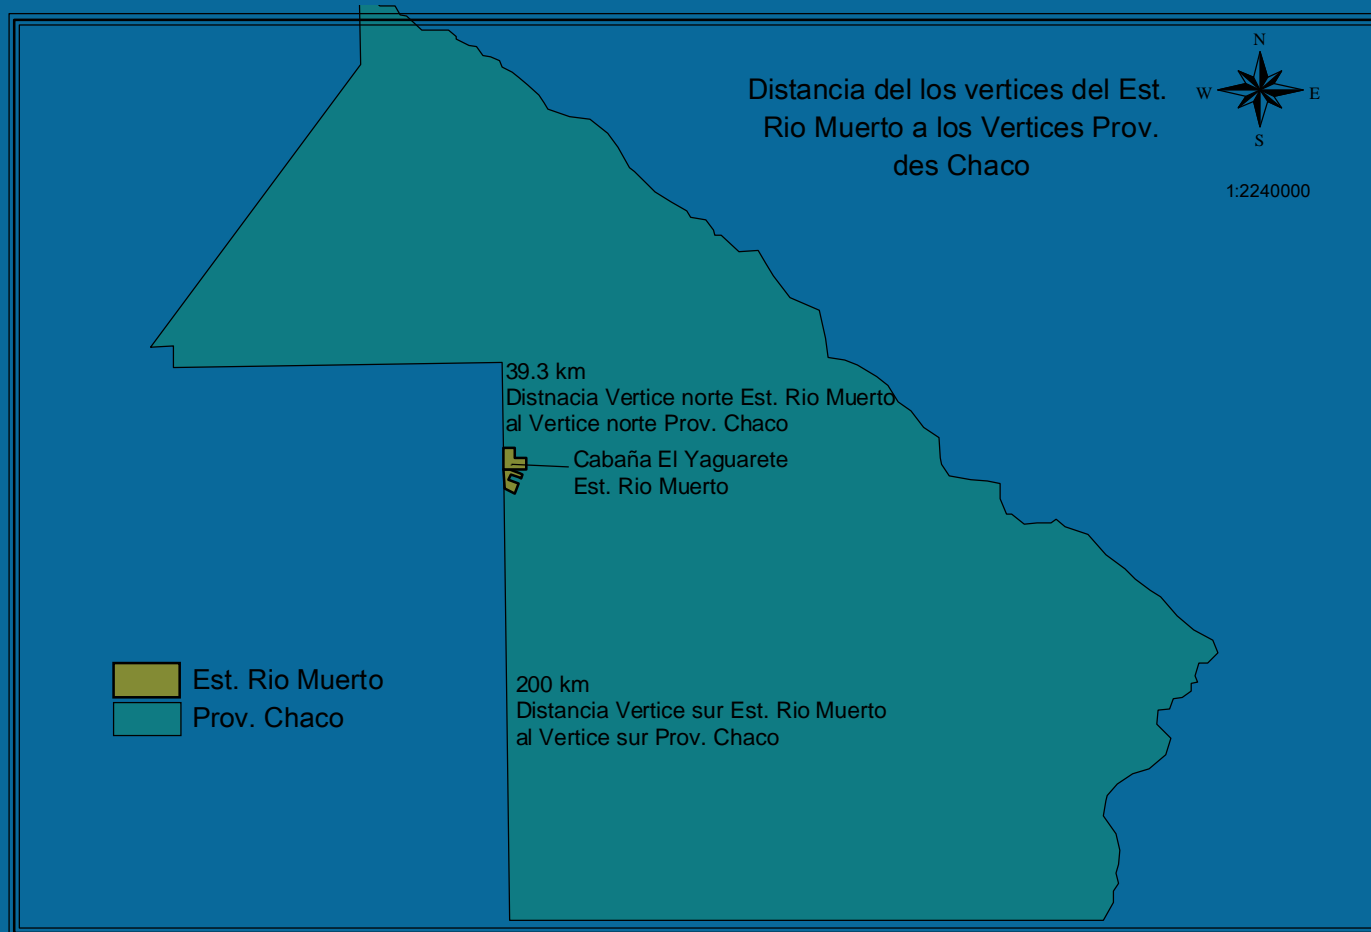 Distancia del los vertices del Est.
Rio Muerto a los Vertices Prov.
des Chaco
N
W
E
S
1:2240000
39.3 km
Distnacia Vertice norte Est. Rio Muerto
al Vertice norte Prov. Chaco
Cabaña El Yaguarete
Est. Rio Muerto
Est. Rio Muerto
Prov. Chaco
200 km
Distancia Vertice sur Est. Rio Muerto
al Vertice sur Prov. Chaco